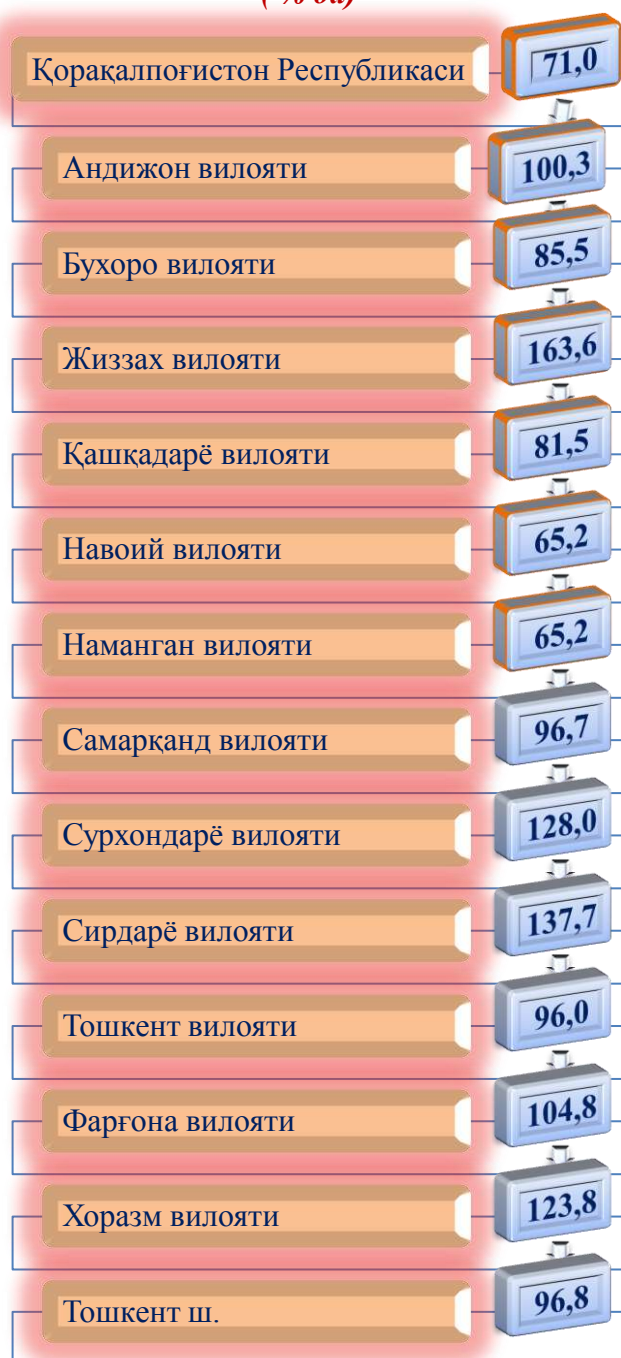 Қорақалпоғистон Республикаси 71,0
Андижон вилояти 100,3
Бухоро вилояти 85,5
Жиззах вилояти 163,6
Қашқадарё вилояти 81,5
Навоий вилояти 65,2
Наманган вилояти 65,2
Самарқанд вилояти 96,7
Сурхондарё вилояти 128,0
Сирдарё вилояти 137,7
Тошкент вилояти 96,0
Фарғона вилояти 104,8
Хоразм вилояти 123,8
Тошкент ш. 96,8